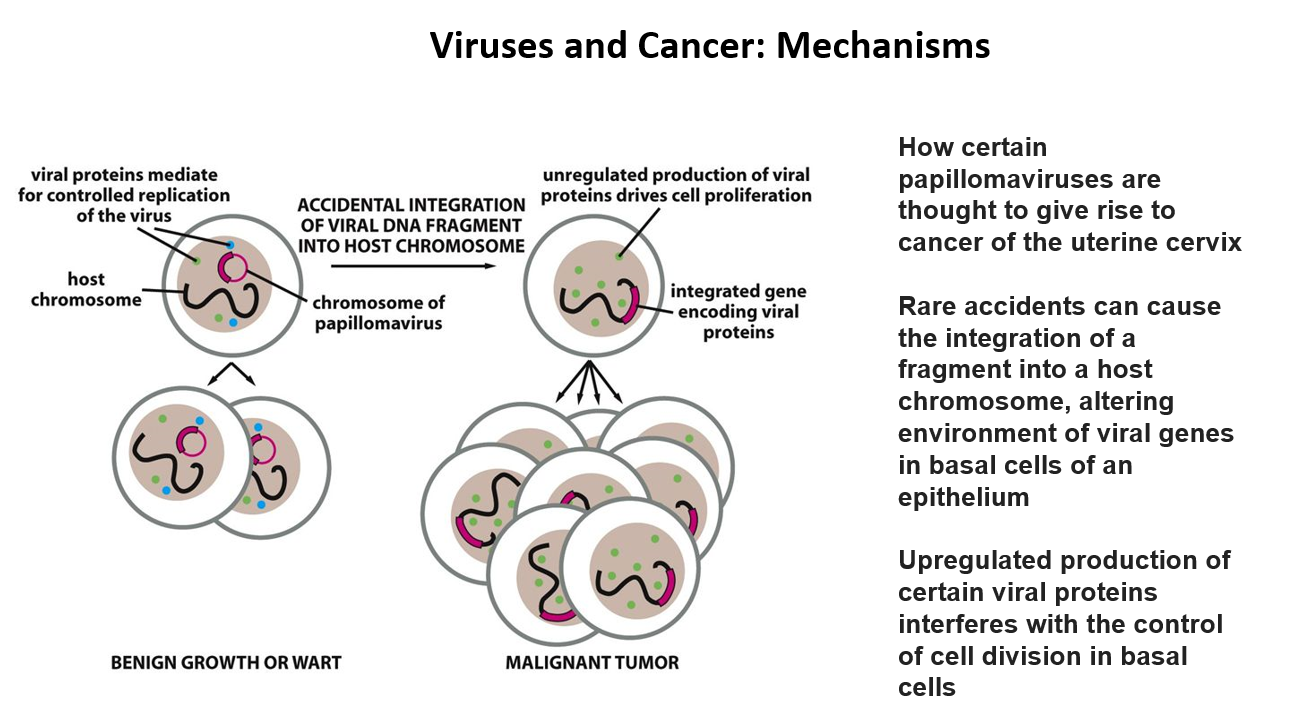 Viruses and Cancer: Mechanisms
viral proteins mediate
for controlled replication
of the virus
host
chromosome
chromosome of
papillomavirus
ACCIDENTAL INTEGRATION
OF VIRAL DNA FRAGMENT
INTO HOST CHROMOSOME
unregulated production of viral
proteins drives cell proliferation
integrated gene
encoding viral
proteins
BENIGN GROWTH OR WART
MALIGNANT TUMOR
How certain
papillomaviruses are
thought to give rise to
cancer of the uterine cervix
Rare accidents can cause
the integration of a
fragment into a host
chromosome, altering
environment of viral genes
in basal cells of an
epithelium
Upregulated production of
certain viral proteins
interferes with the control
of cell division in basal
cells